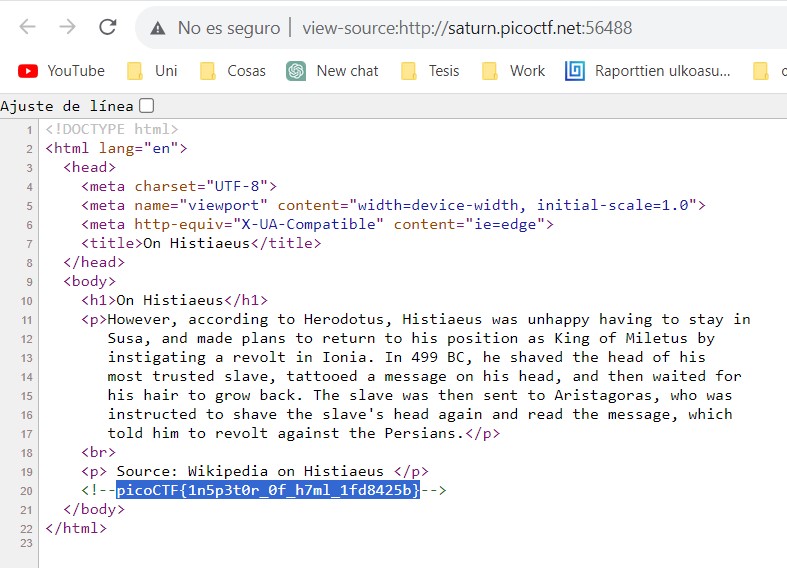 No es seguro | view-source:http://saturn.picoctf.net:56488
YouTube Uni Cosas New chat Tesis Work Raporttien ulkoasu...
Ajuste de línea
1 <!DOCTYPE html>
2 <html lang="en">
3 <head>
4 <meta charset="UTF-8">
5 <meta name="viewport" content="width=device-width, initial-scale=1.0">
6 <meta http-equiv="X-UA-Compatible" content="ie=edge">
7 <title>On Histiaeus</title>
8 </head>
9 <body>
10 <h1>On Histiaeus</h1>
11 <p>However, according to Herodotus, Histiaeus was unhappy having to stay in
12 Susa, and made plans to return to his position as King of Miletus by
13 instigating a revolt in Ionia. In 499 BC, he shaved the head of his
14 most trusted slave, tattooed a message on his head, and then waited for
15 his hair to grow back. The slave was then sent to Aristagoras, who was
16 instructed to shave the slave's head again and read the message, which
17 told him to revolt against the Persians.</p>
18 <br>
19 <p> Source: Wikipedia on Histiaeus </p>
20 <!--picoCTF{1n5p3t0r_0f_h7ml_1fd8425b}-->
21 </body>
22 </html>
23